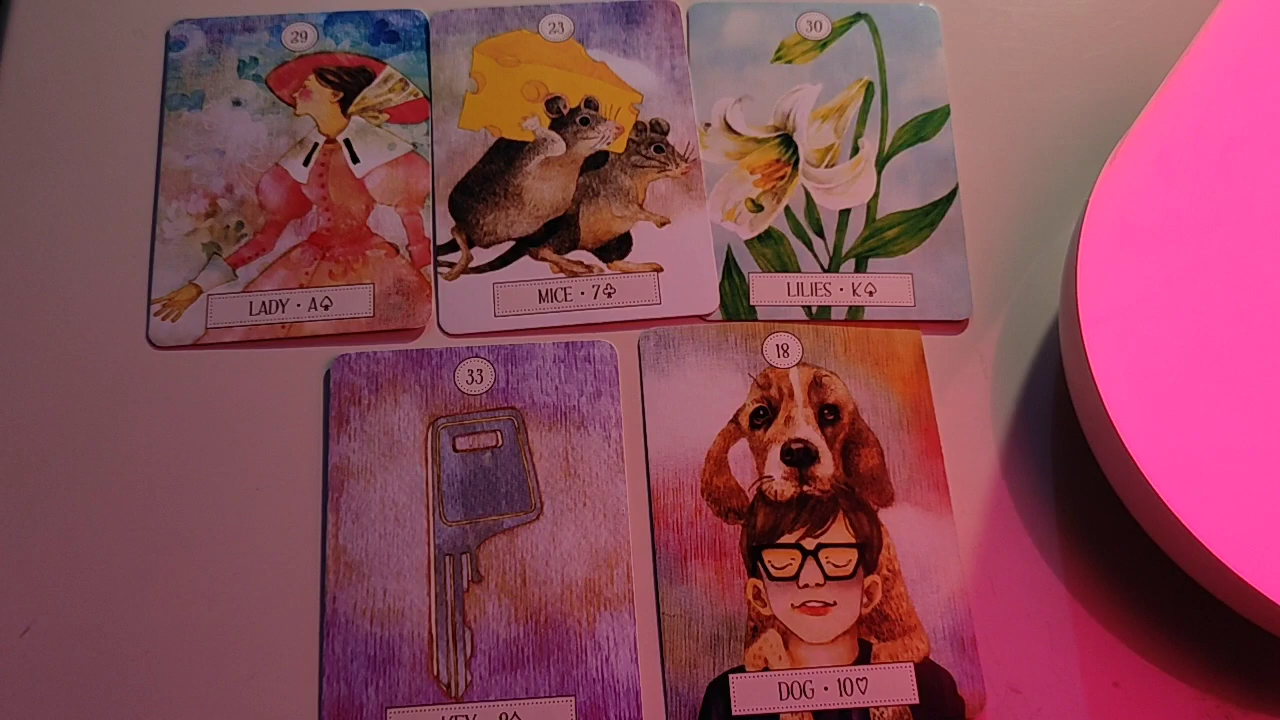 29
LADY • A♤
23
MICE • 7♧
30
LILIES • K♤
33
18
DOG • 10♡